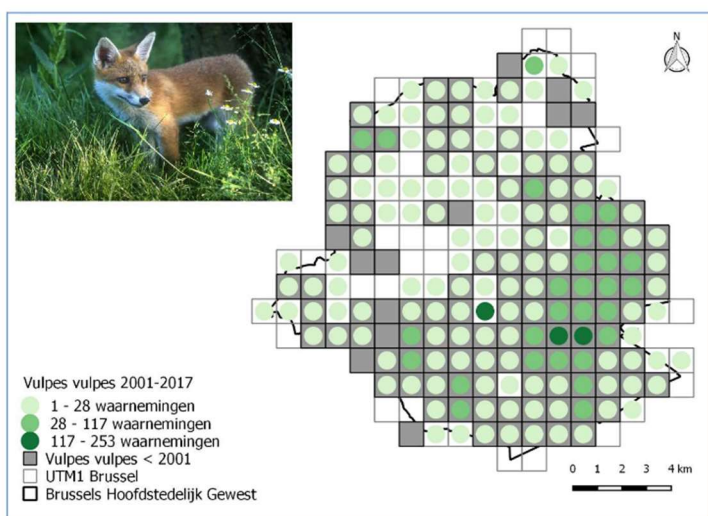 N
Vulpes vulpes 2001-2017
1 - 28 waarnemingen
28 - 117 waarnemingen
117 - 253 waarnemingen
Vulpes vulpes < 2001
UTM1 Brussel
Brussels Hoofdstedelijk Gewest
0 1 2 3 4 km